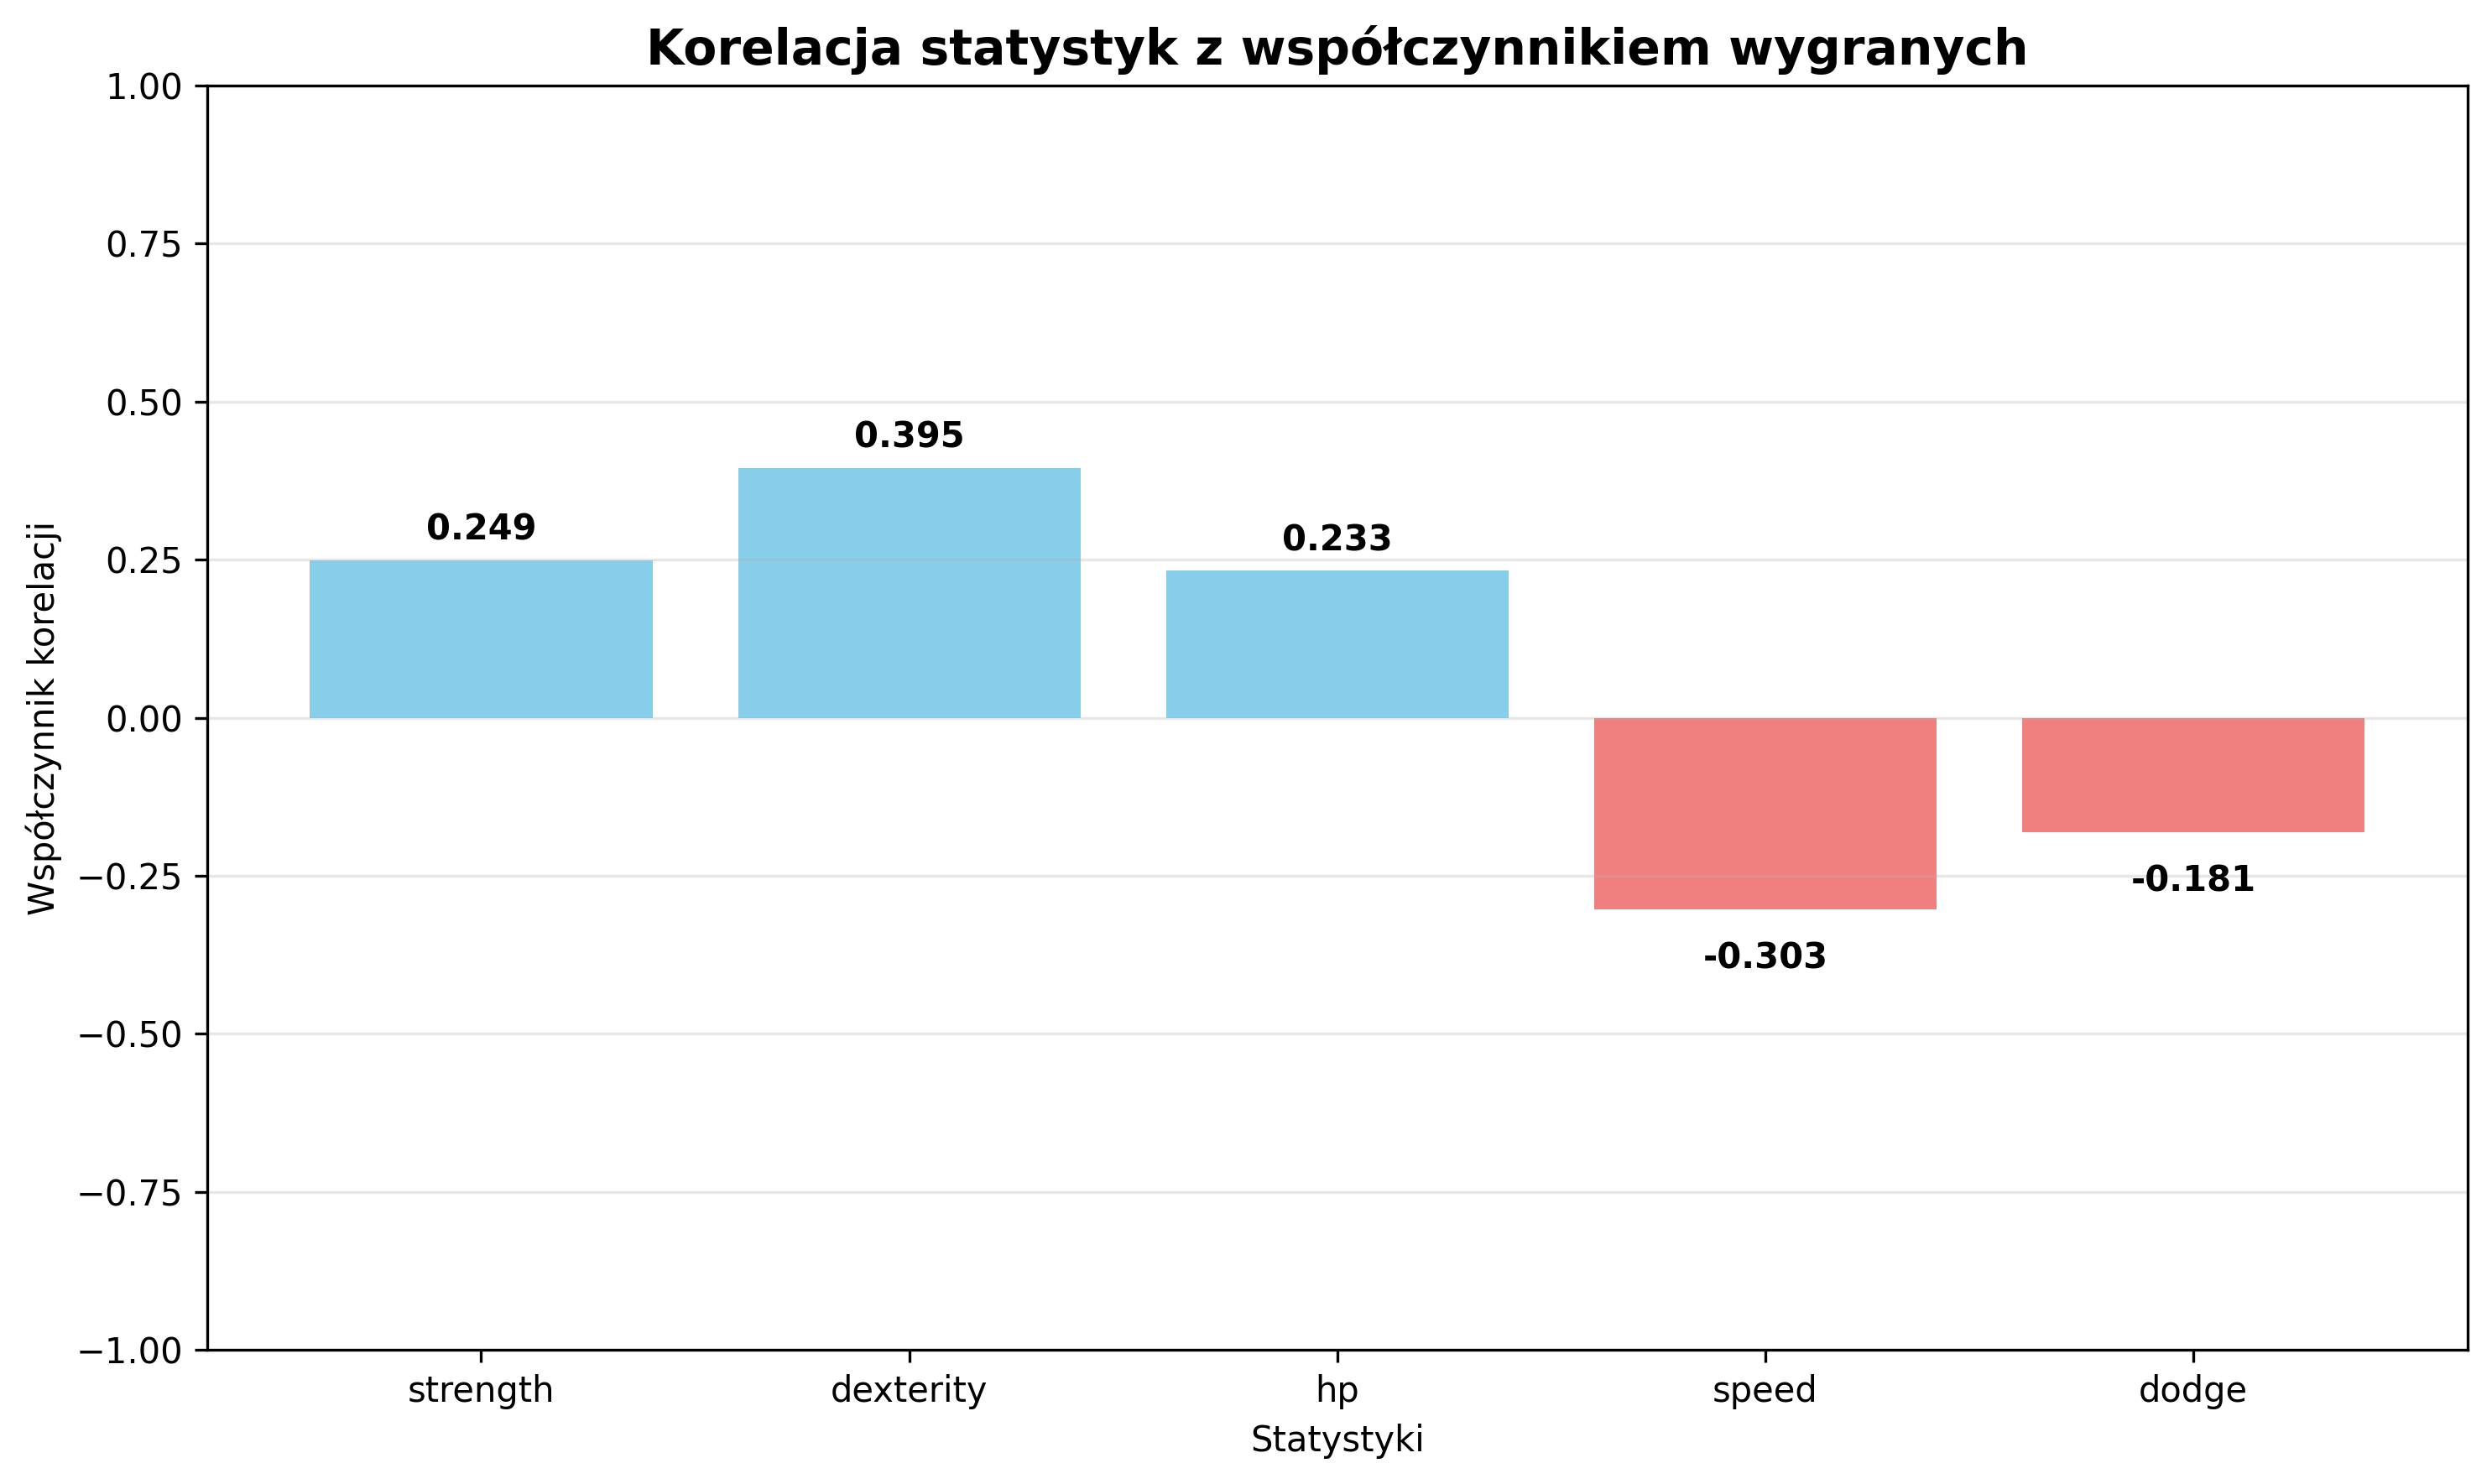 Korelacja statystyk z współczynnikiem wygranych
1.00
0.75
0.50
0.25
0.00
−0.25
−0.50
−0.75
−1.00
Współczynnik korelacji
0.249
0.395
0.233
-0.303
-0.181
strength
dexterity
hp
speed
dodge
Statystyki